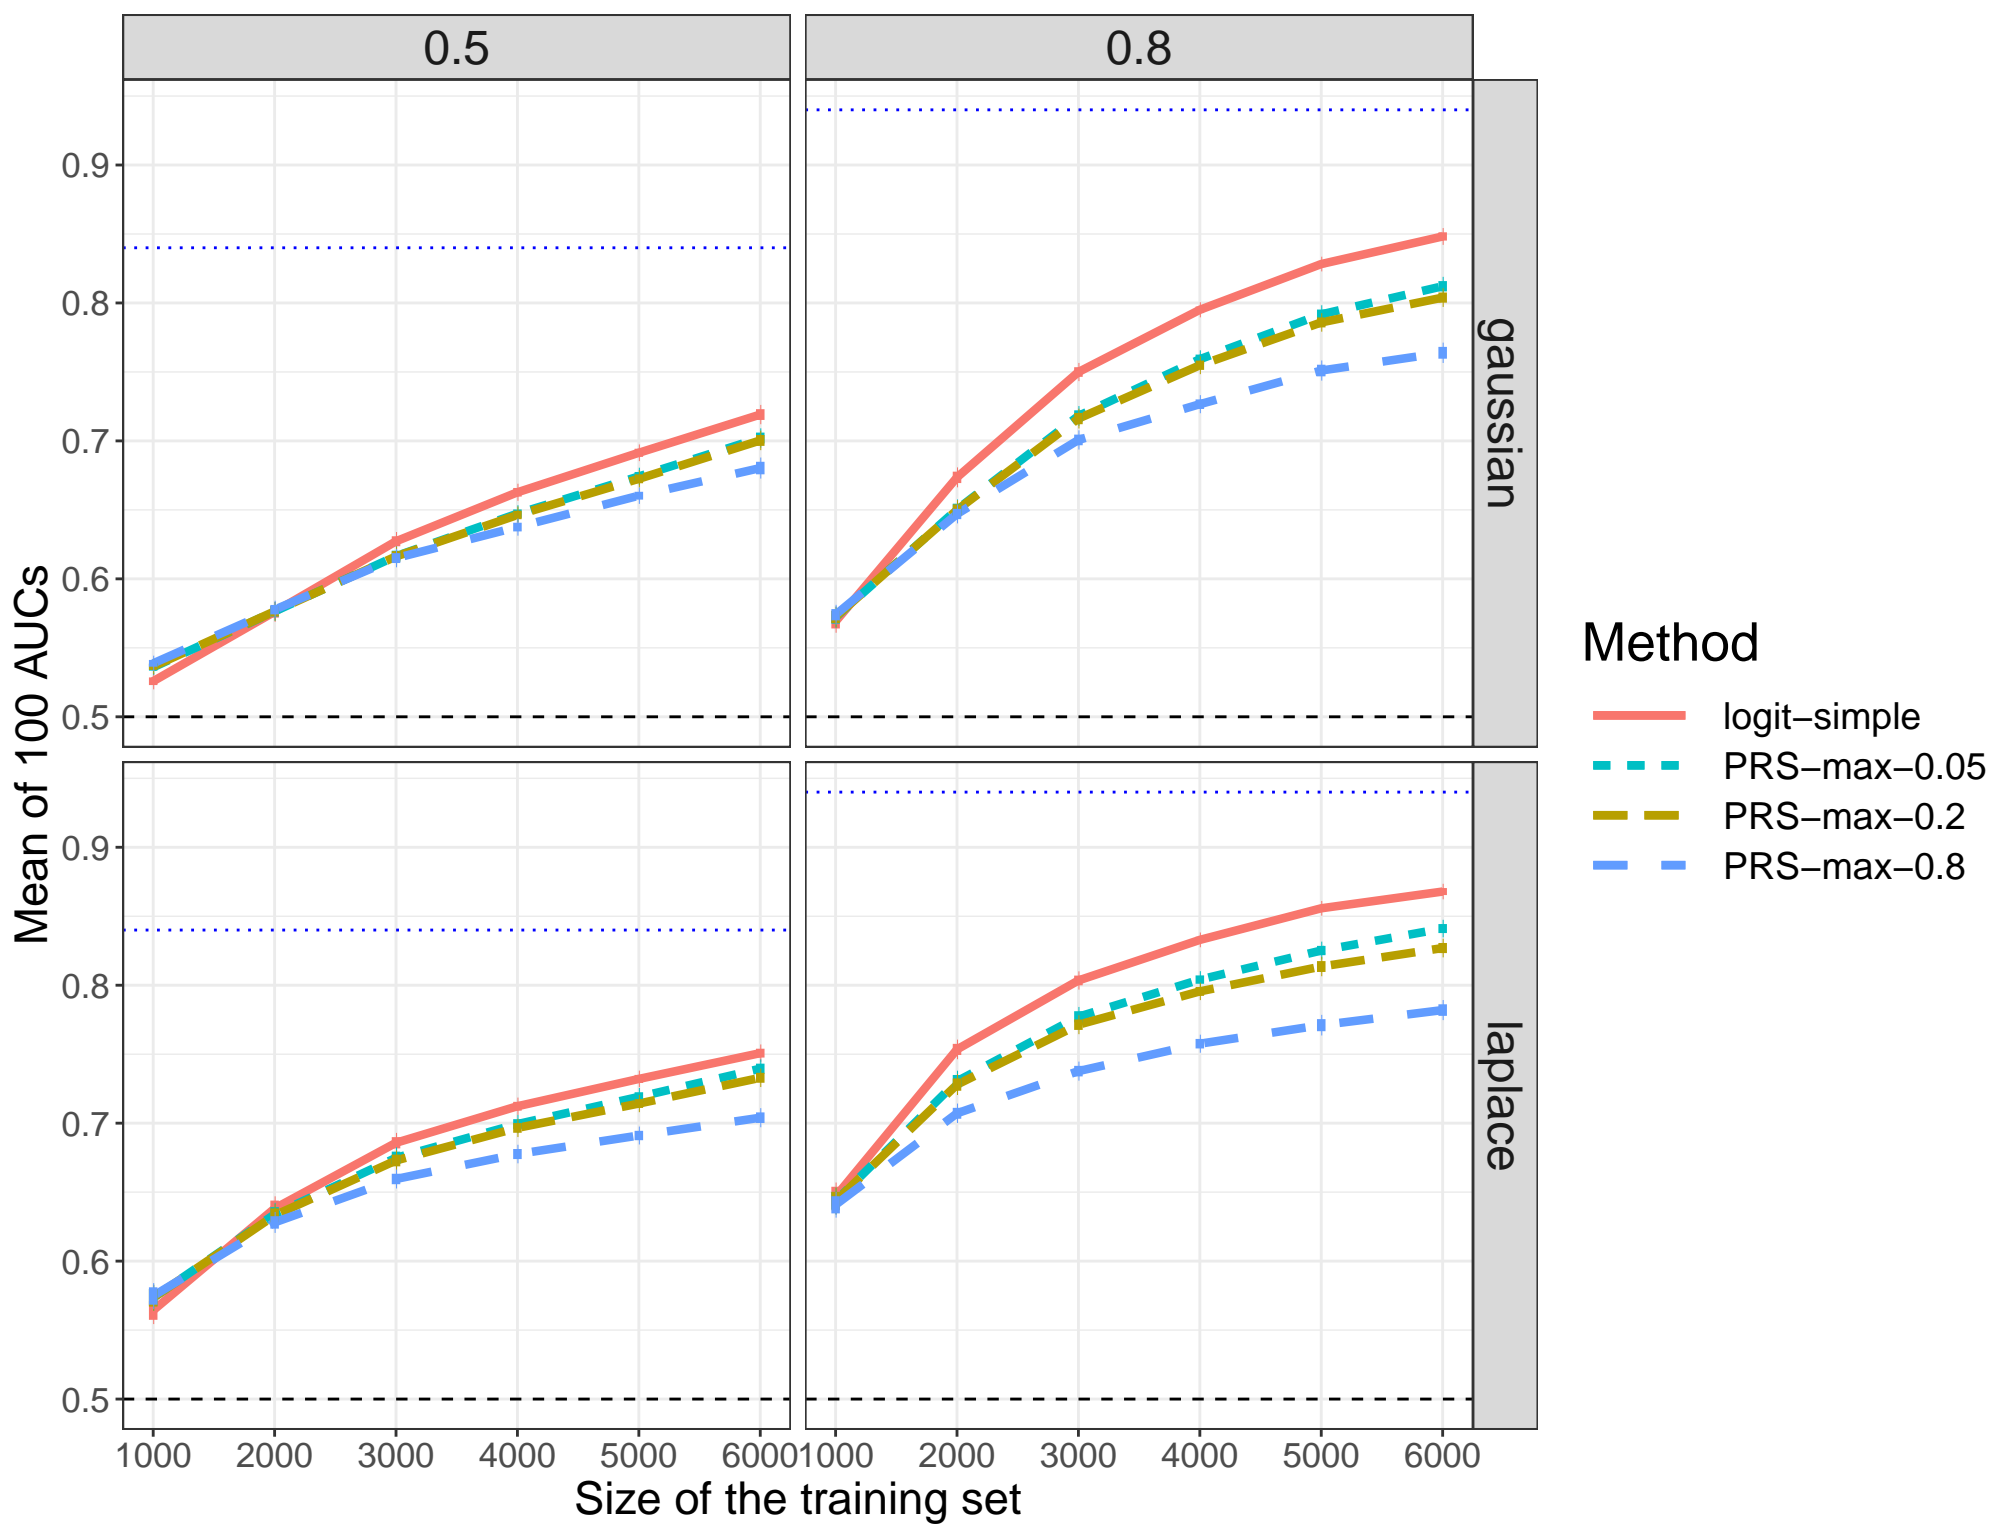 0.5 0.8
0.9
0.8
0.7
0.6
0.5
gaussian
0.9
0.8
0.7
0.6
0.5
laplace
Mean of 100 AUCs
1000 2000 3000 4000 5000 6000 1000 2000 3000 4000 5000 6000
Size of the training set
Method
logit−simple
PRS−max−0.05
PRS−max−0.2
PRS−max−0.8